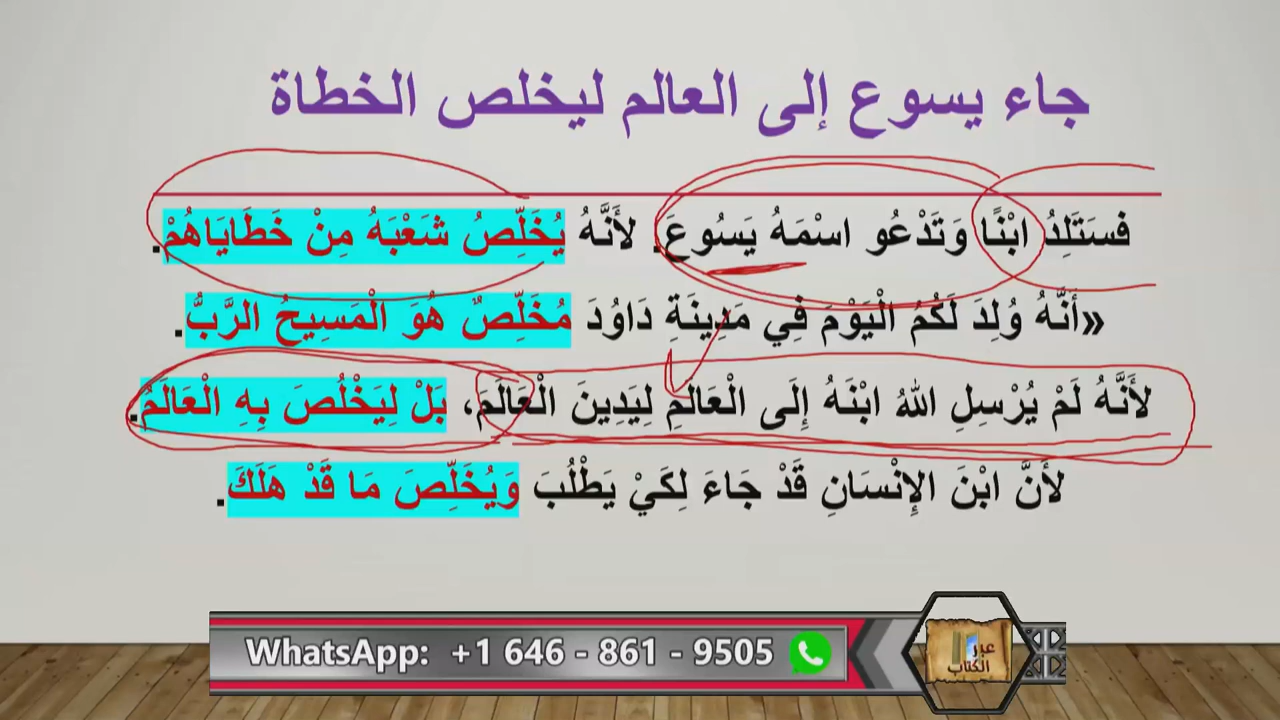 جاء يسوع إلى العالم ليخلص الخطاة
فسَتَلِدُ ابْنًا وَتَدْعُو اسْمَهُ يَسُوعَ. لأَنَّهُ يُخَلِّصُ شَعْبَهُ مِنْ خَطَايَاهُمْ.
«أَنَّهُ وُلِدَ لَكُمُ الْيَوْمَ فِي مَدِينَةِ دَاوُدَ مُخَلِّصٌ هُوَ الْمَسِيحُ الرَّبُّ.
لأَنَّهُ لَمْ يُرْسِلِ اللهُ ابْنَهُ إِلَى الْعَالَمِ لِيَدِينَ الْعَالَمَ، بَلْ لِيَخْلُصَ بِهِ الْعَالَمُ.
لأَنَّ ابْنَ الإِنْسَانِ قَدْ جَاءَ لِكَيْ يَطْلُبَ وَيُخَلِّصَ مَا قَدْ هَلَكَ.
WhatsApp: +1 646 - 861 - 9505
عبر
الكتاب